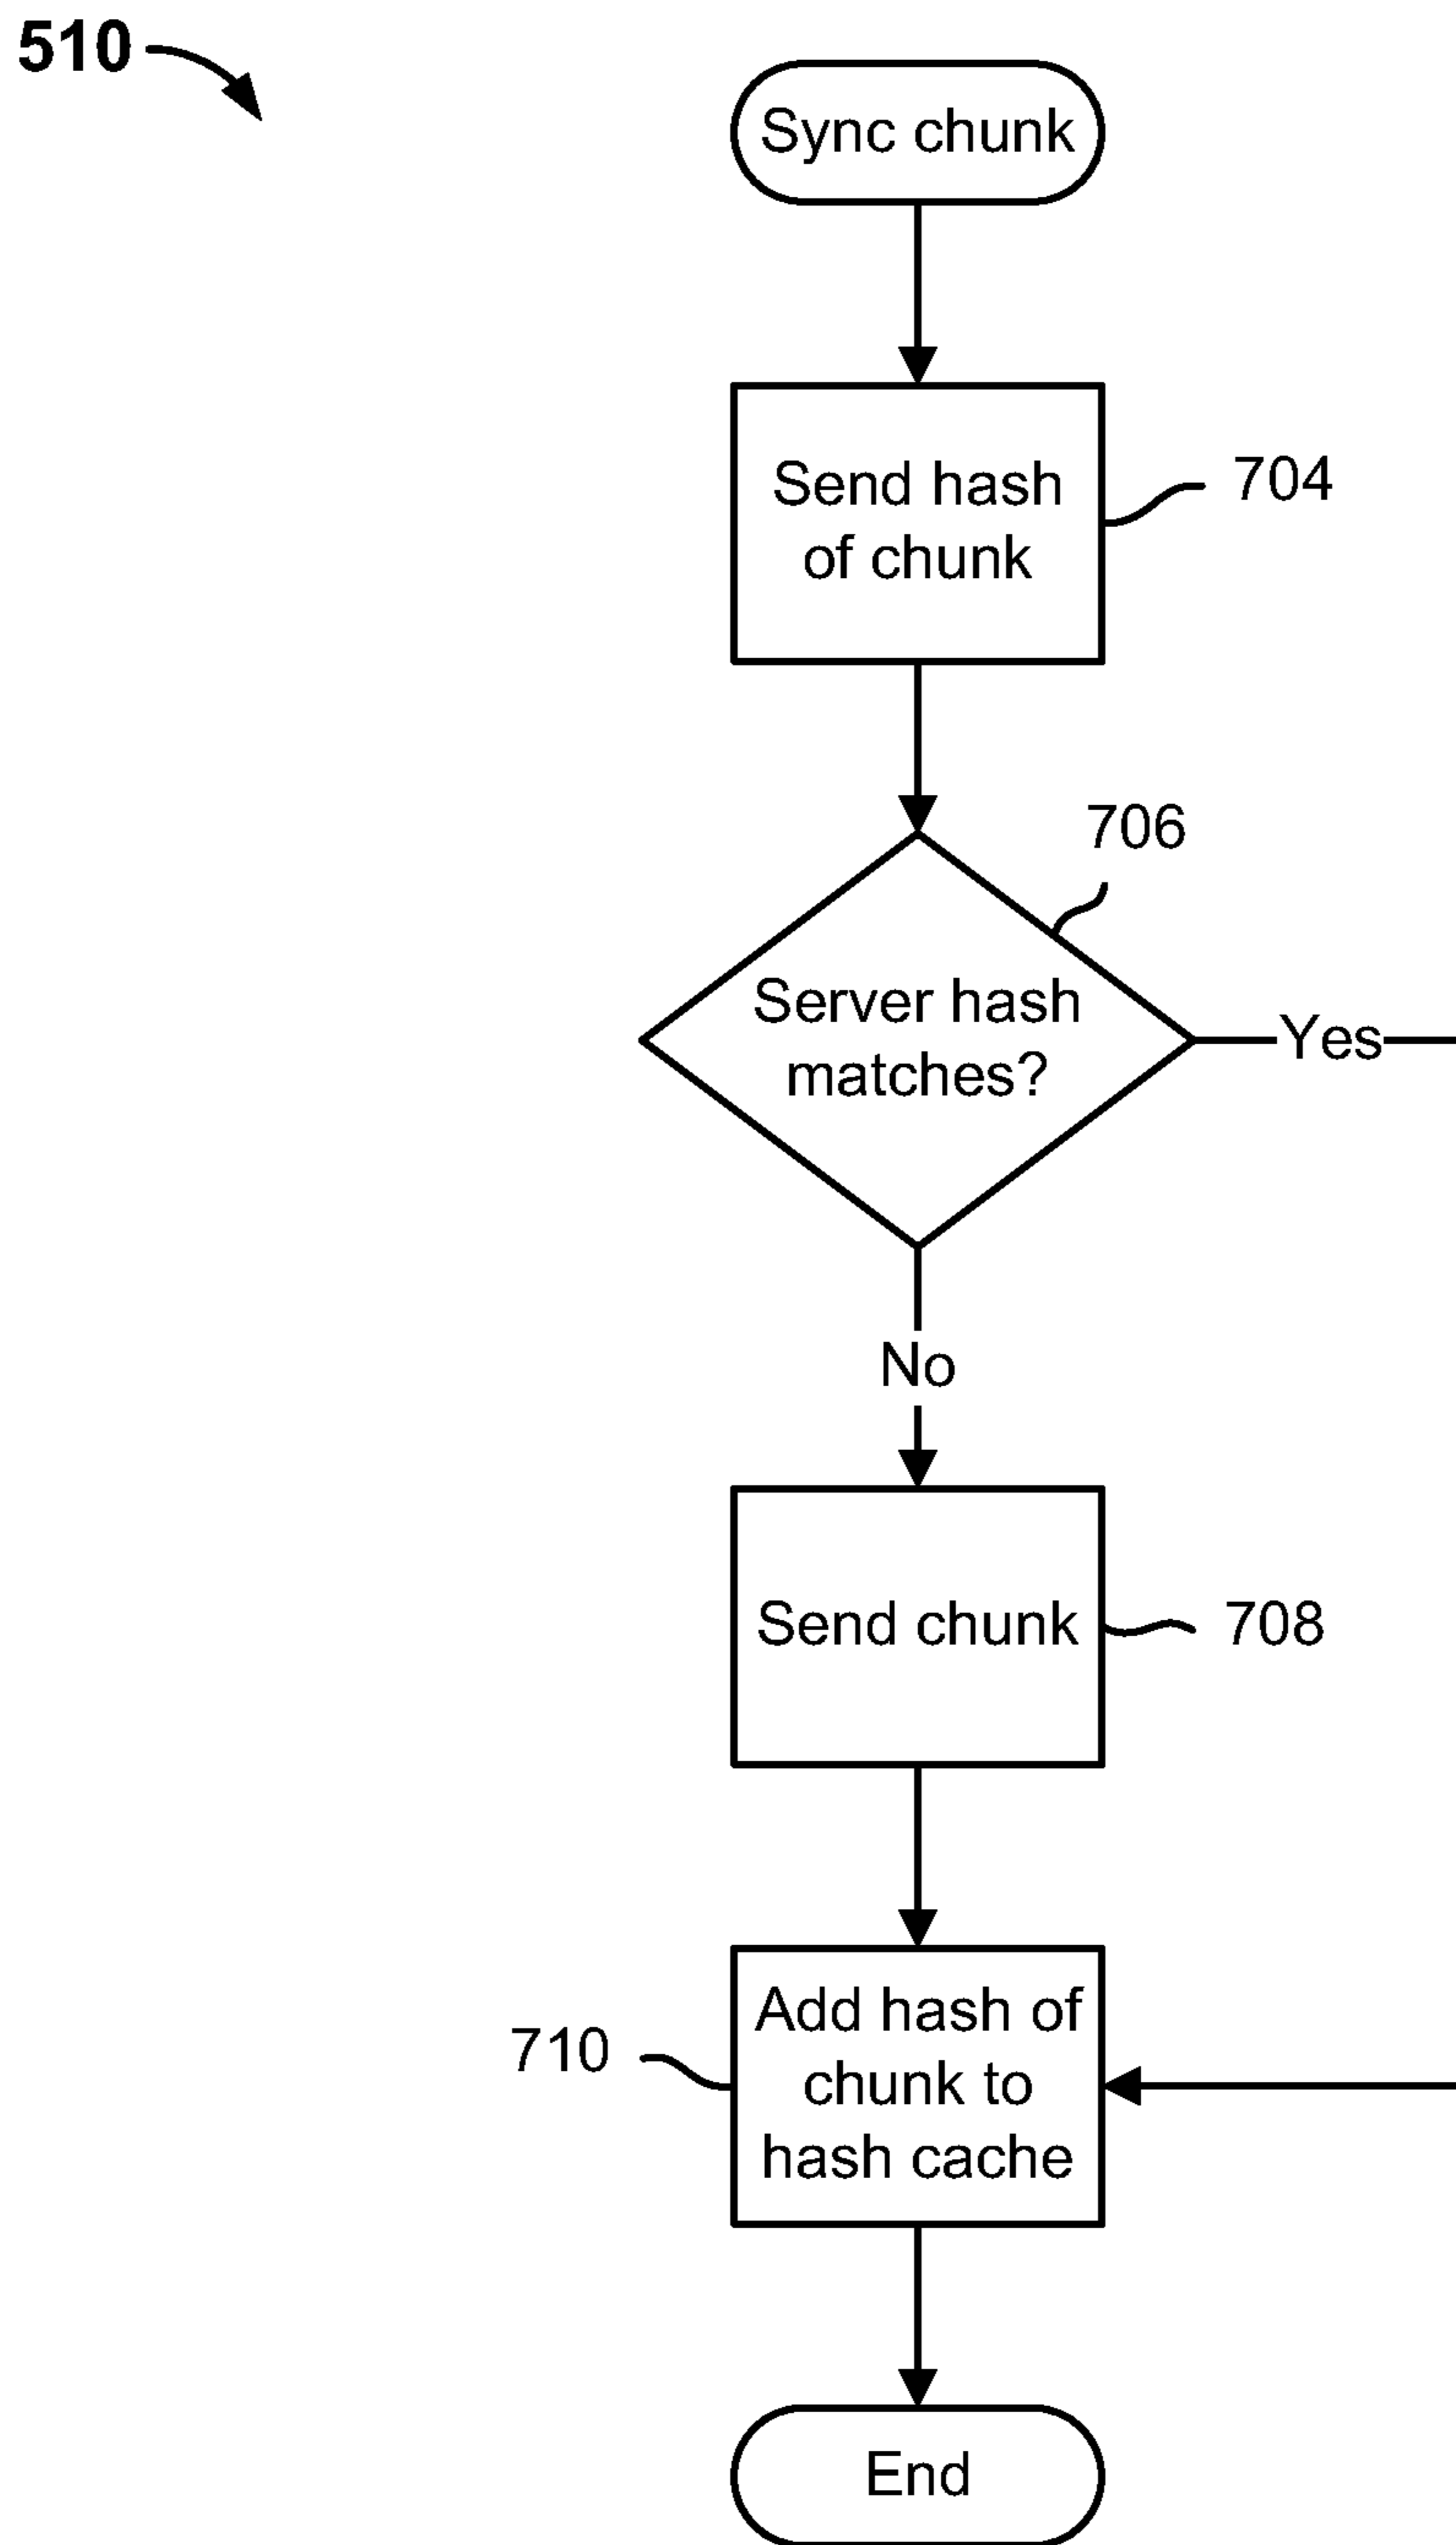 510
Sync chunk
Send hash
of chunk
704
706
Server hash
matches?
Yes
No
Send chunk
708
710
Add hash of
chunk to
hash cache
End